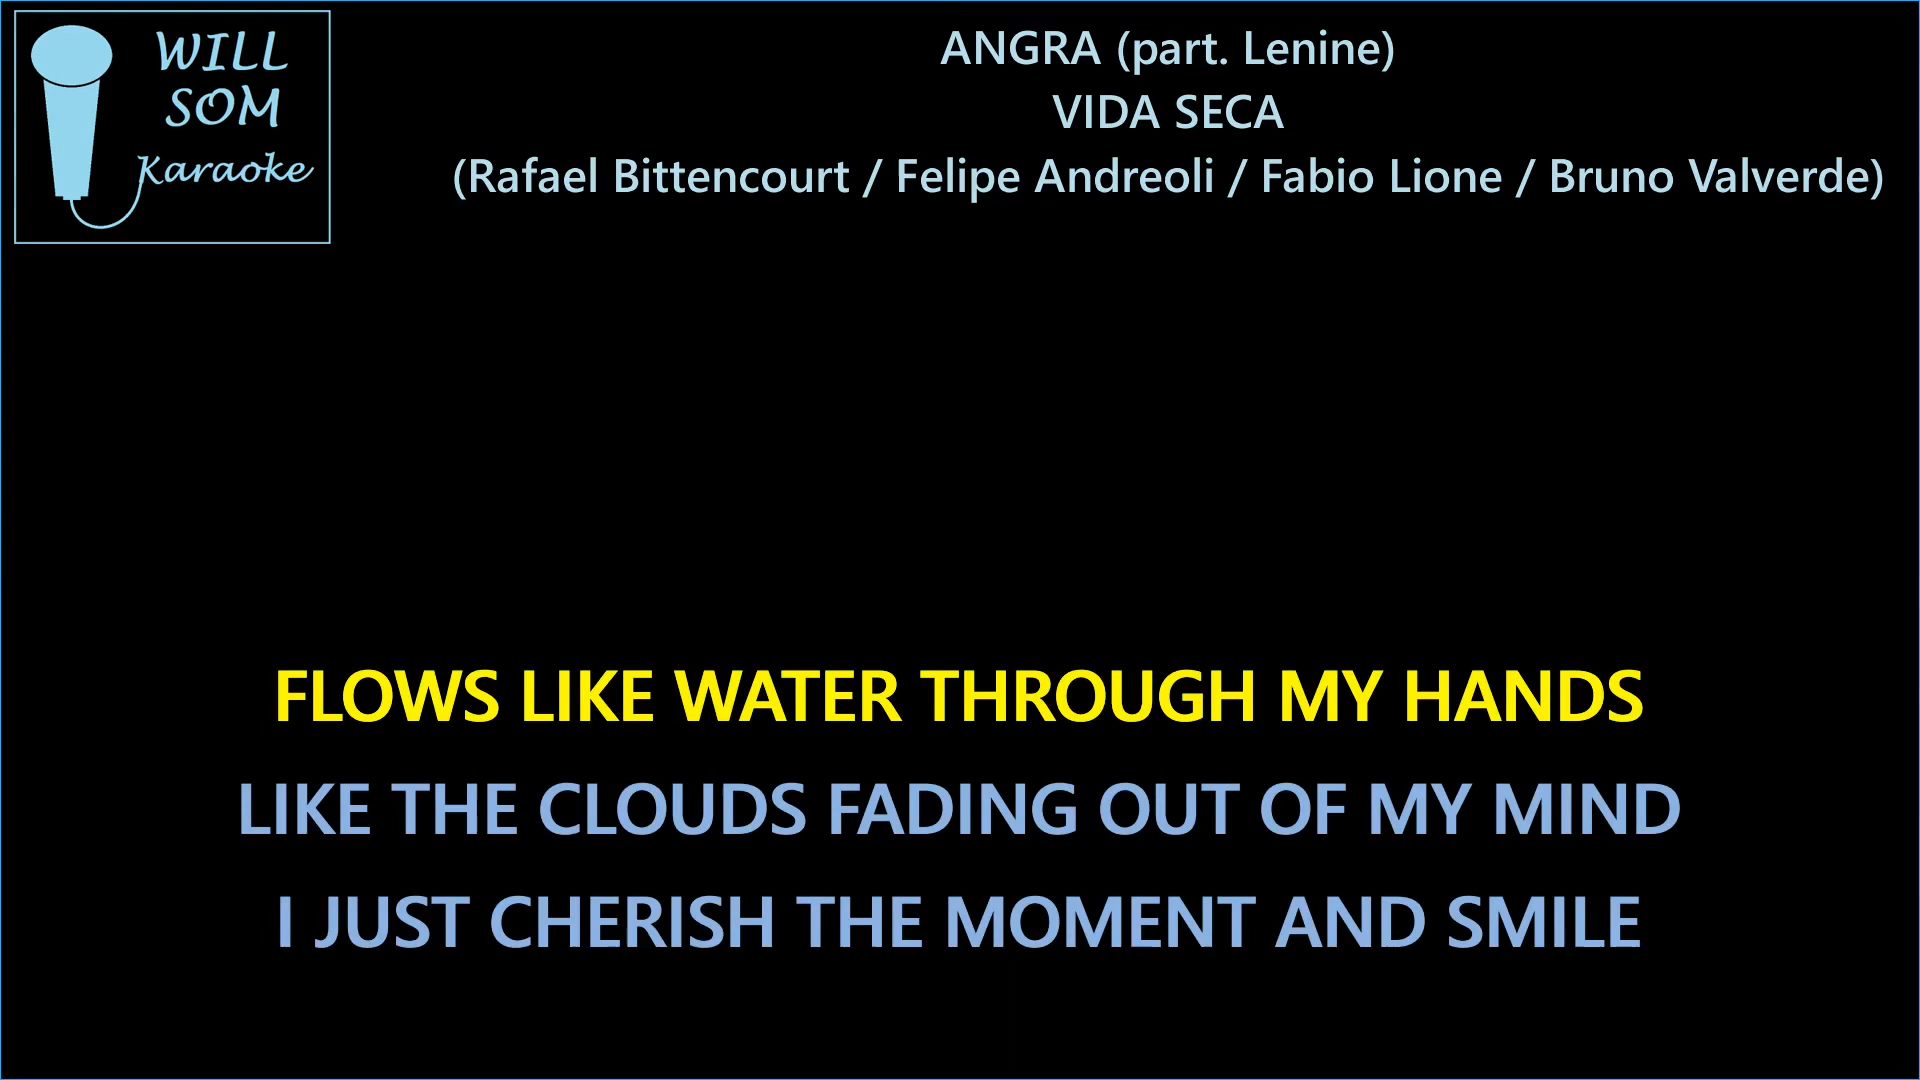 WILL
SOM
Karaoke
ANGRA (part. Lenine)
VIDA SECA
(Rafael Bittencourt / Felipe Andreoli / Fabio Lione / Bruno Valverde)
FLOWS LIKE WATER THROUGH MY HANDS
LIKE THE CLOUDS FADING OUT OF MY MIND
I JUST CHERISH THE MOMENT AND SMILE